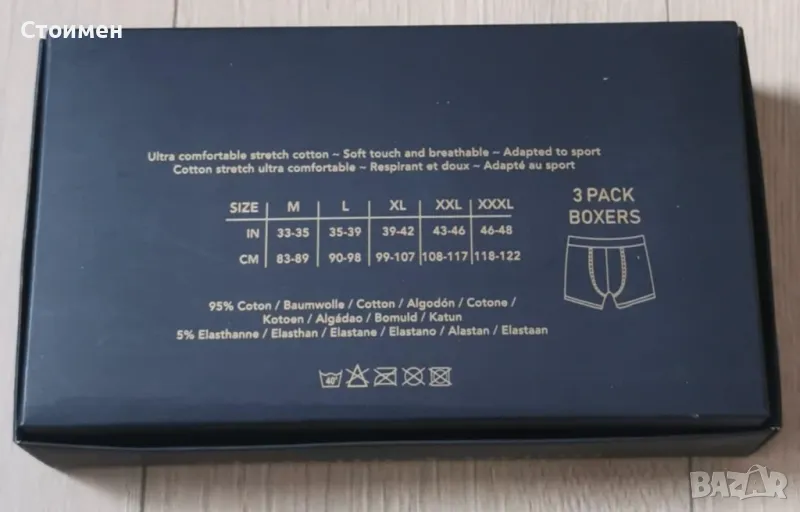 Стоимен
Ultra comfortable stretch cotton ~ Soft touch and breathable ~ Adapted to sport
Cotton stretch ultra comfortable ~ Respirant et doux ~ Adapté au sport
SIZE M L XL XXL XXXL
IN 33-35 35-39 39-42 43-46 46-48
CM 83-89 90-98 99-107 108-117 118-122
3 PACK
BOXERS
95% Coton / Baumwolle / Cotton / Algodón / Cotone /
Kotoen / Algádao / Bomuld / Katun
5% Elasthanne / Elasthan / Elastane / Elastano / Alastan / Elastaan
40°
BAZAR